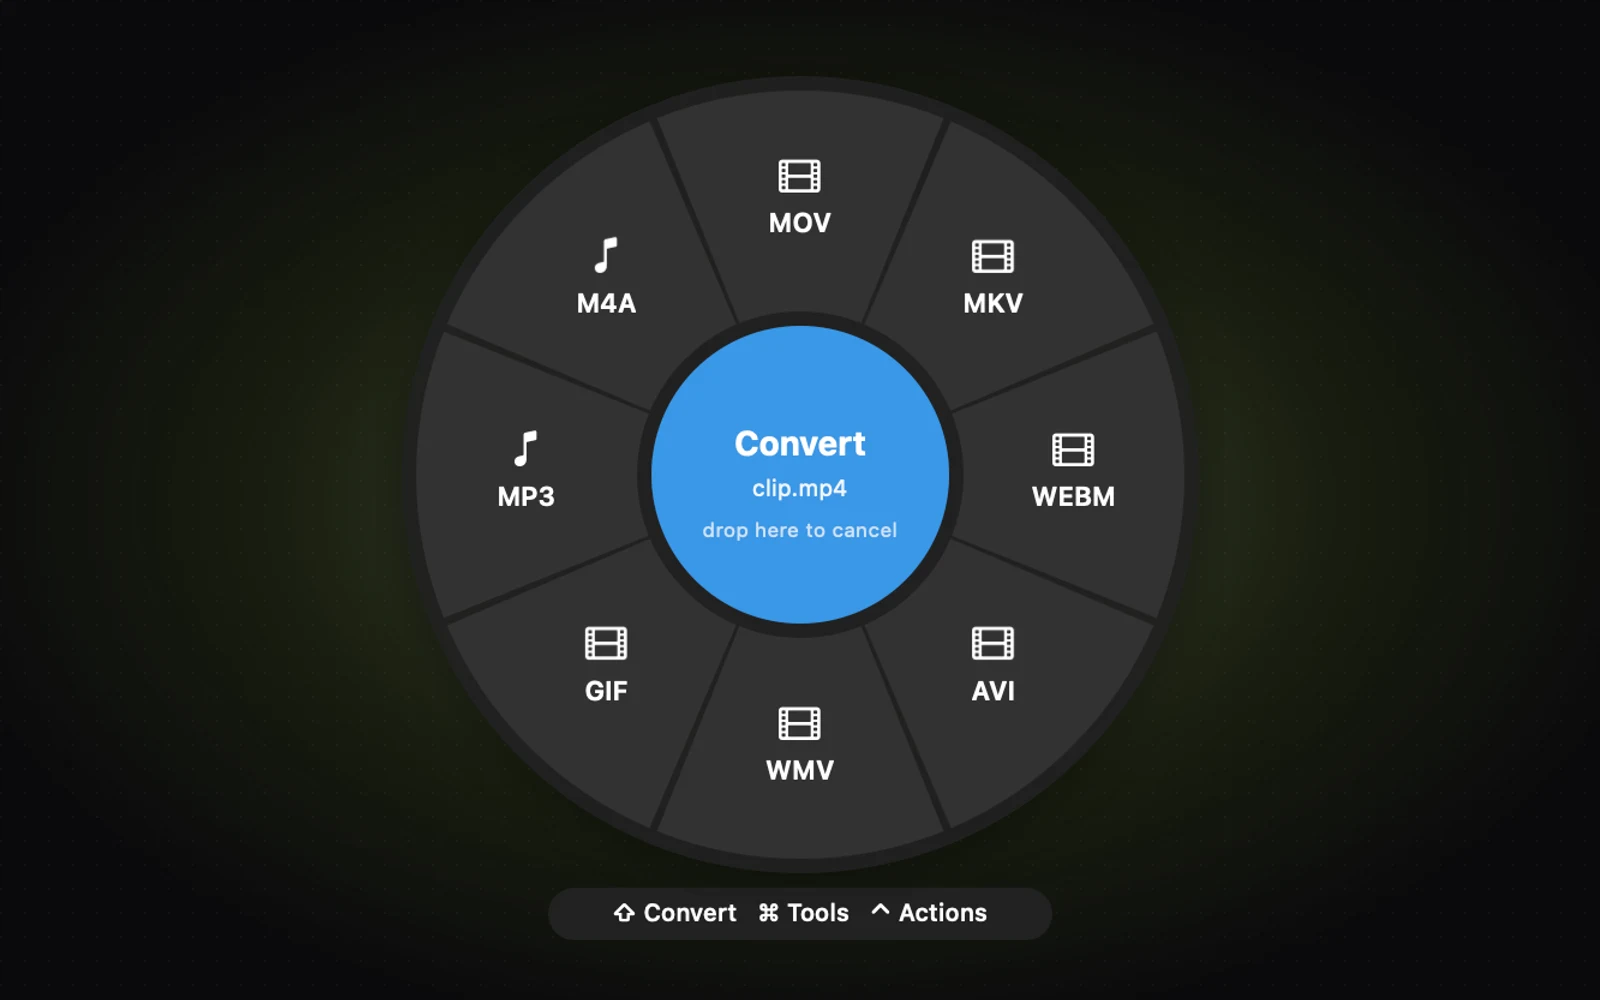 MOV
M4A
MKV
Convert
clip.mp4
drop here to cancel
MP3
WEBM
GIF
AVI
WMV
⇧ Convert ⌘ Tools ⌃ Actions